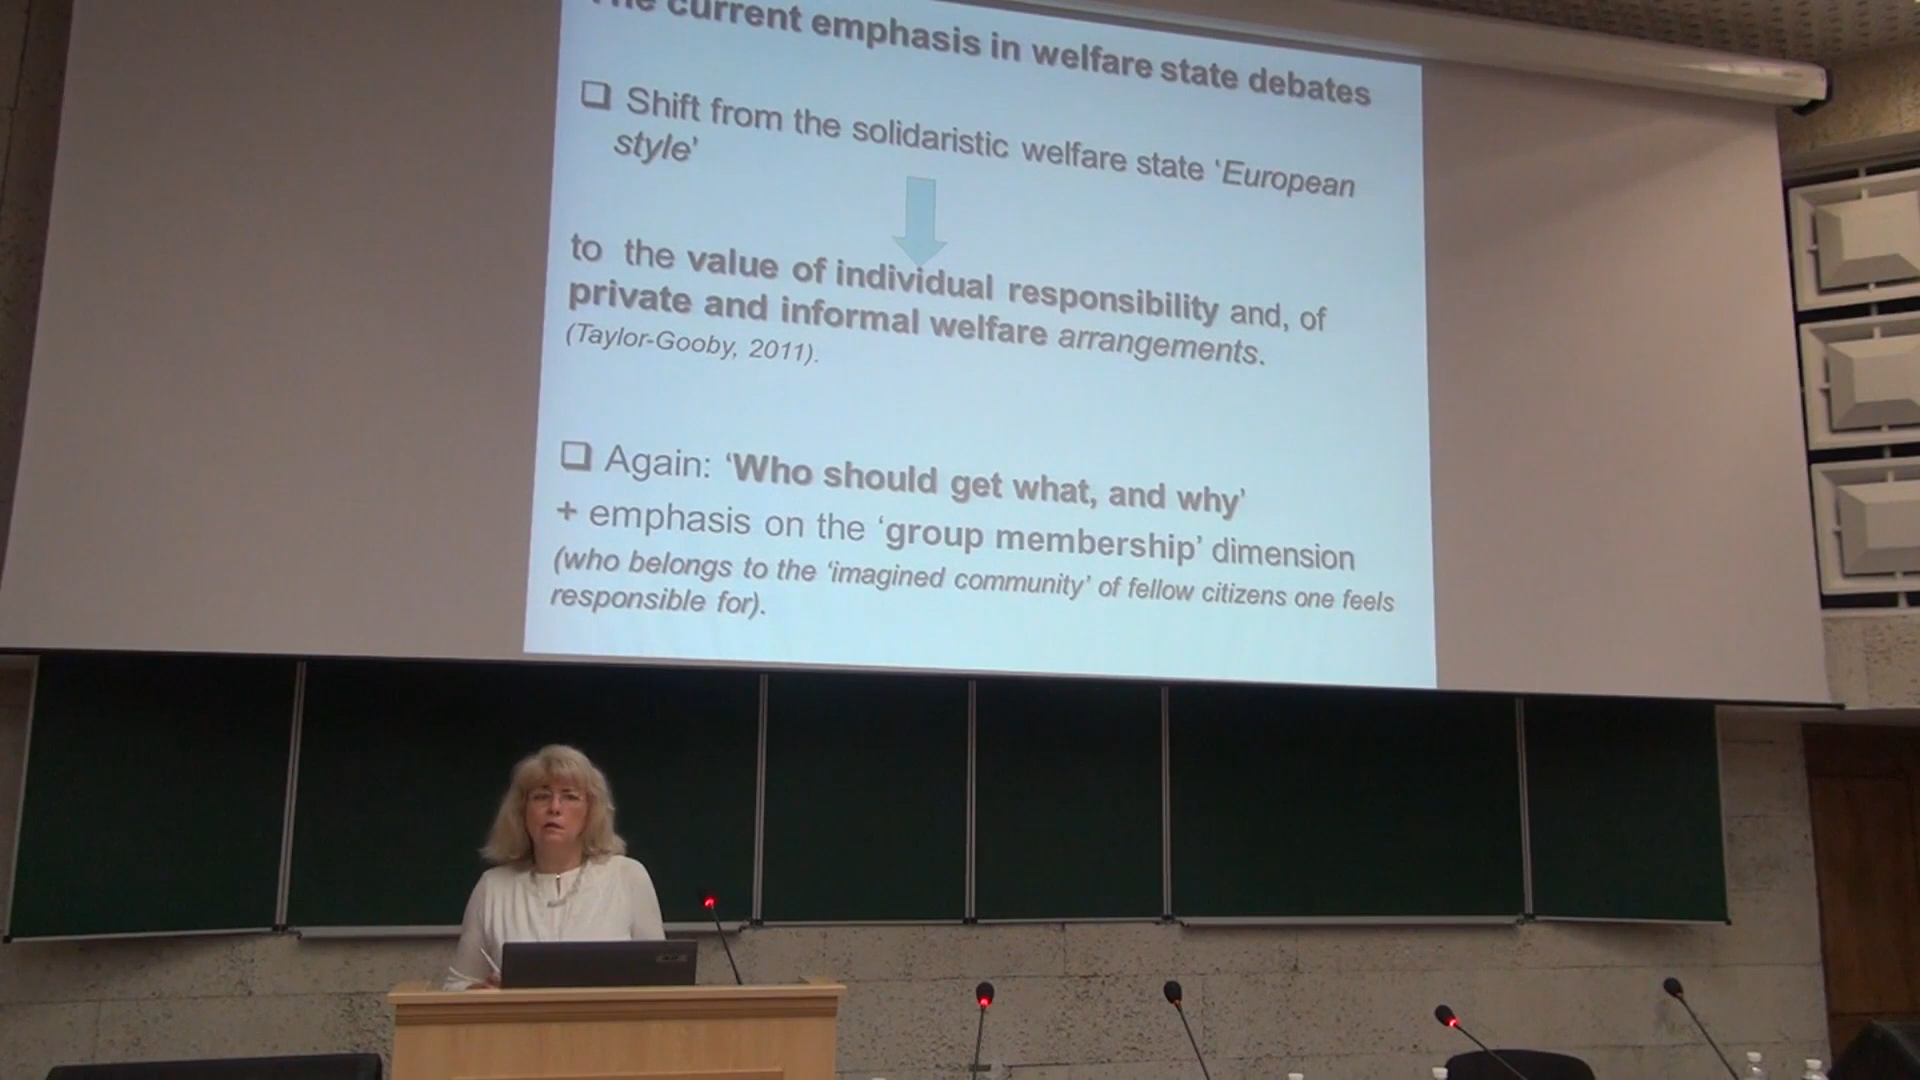 The current emphasis in welfare state debates
❑ Shift from the solidaristic welfare state ‘European
style’
to the value of individual responsibility and, of
private and informal welfare arrangements.
(Taylor-Gooby, 2011).
❑ Again: ‘Who should get what, and why’
+ emphasis on the ‘group membership’ dimension
(who belongs to the ‘imagined community’ of fellow citizens one feels
responsible for).